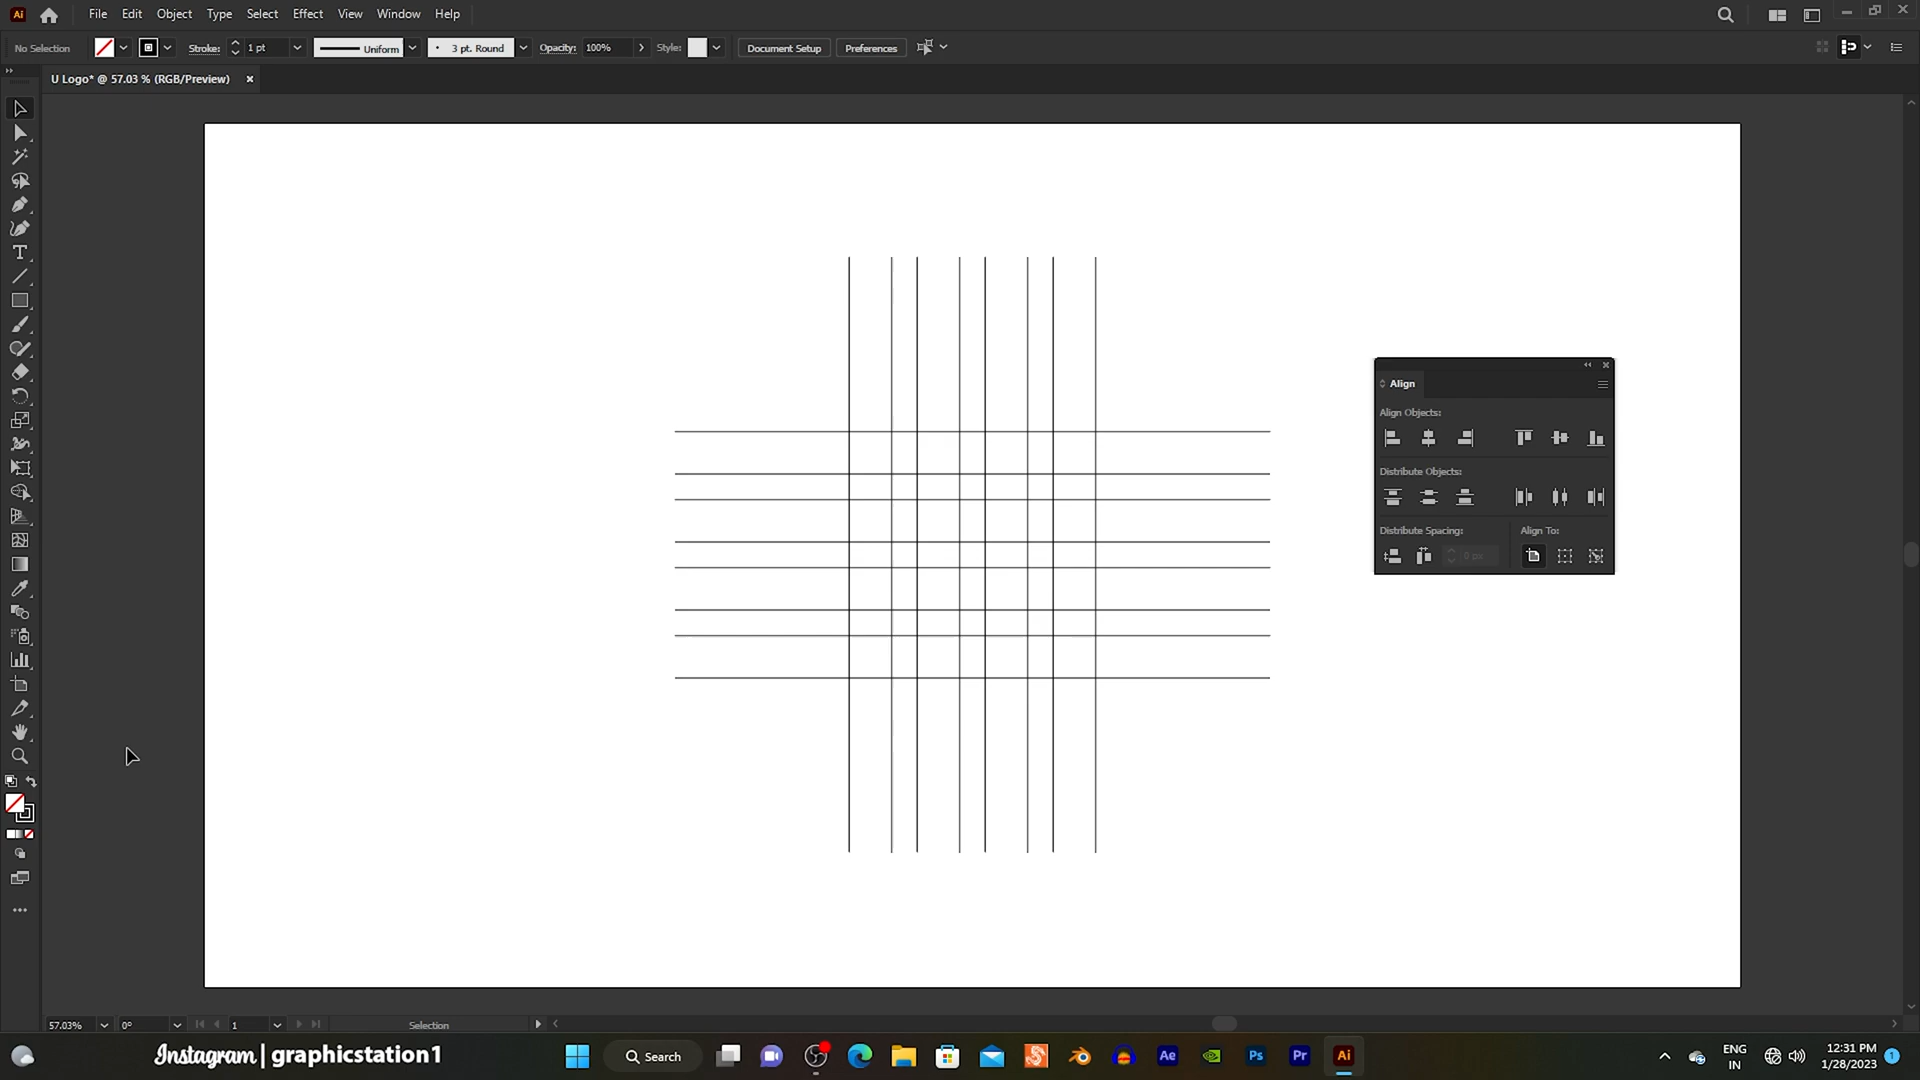 Ai File Edit Object Type Select Effect View Window Help
No Selection Stroke: 1 pt Uniform 3 pt. Round Opacity: 100% Style: Document Setup Preferences
U Logo* @ 57.03 % (RGB/Preview)
Align
Align Objects:
Distribute Objects:
Distribute Spacing: Align To:
0 px
57.03% 0° 1 Selection
Instagram | graphicstation1
Search
Ae Ps Pr Ai
ENG
IN
12:31 PM
1/28/2023
1